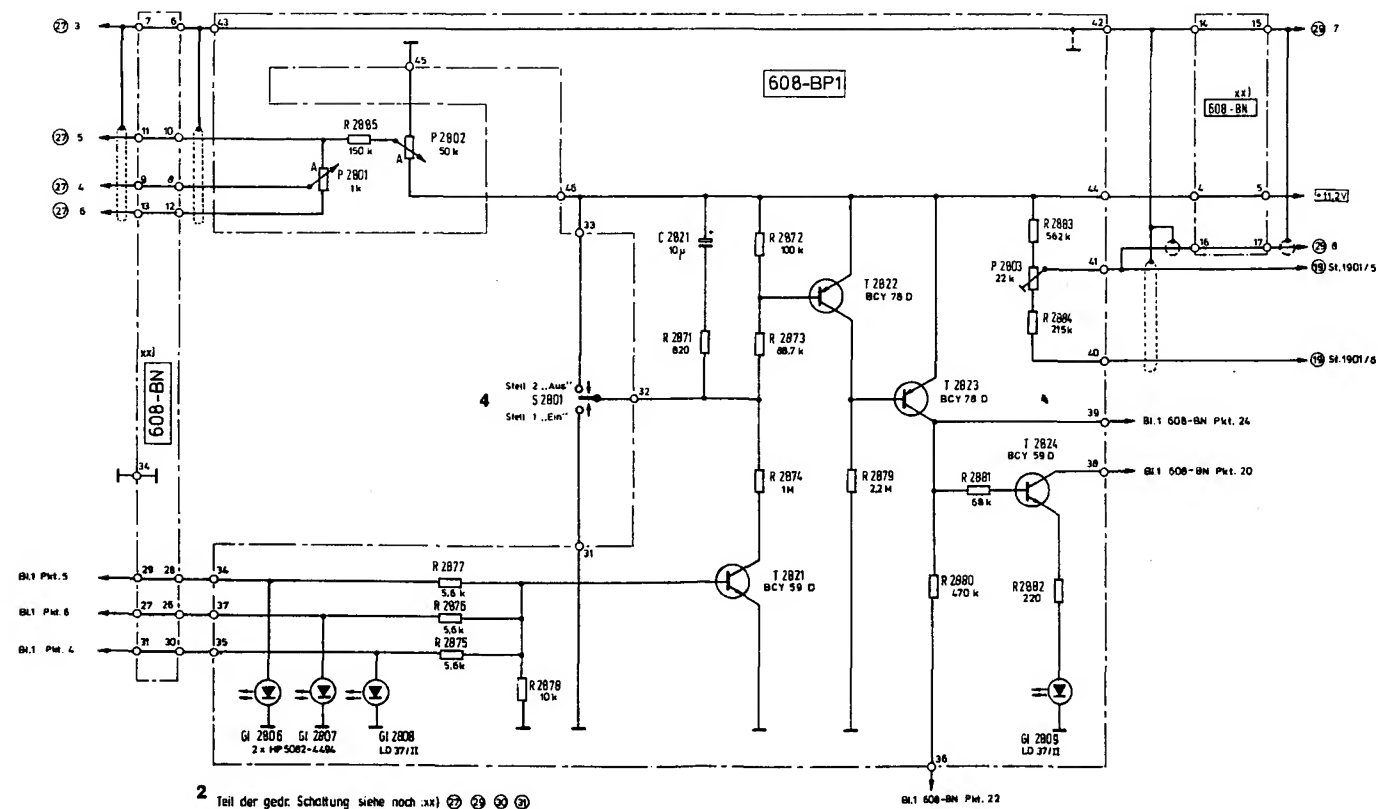 ㉗ 3
7
6
43
42
14
15
㉙ 7
45
608-BP1
xx)
608-BN
㉗ 5
11
10
R 2885
150 k
A
P 2802
50 k
A
P 2801
1k
㉗ 4
9
8
㉗ 6
13
12
46
44
4
5
+11,2V
33
C 2821
+
10µ
R 2872
100 k
R 2883
562 k
16
17
㉙ 8
P 2803
22 k
41
⑲ St.1901/5
T 2822
BCY 78 D
R 2871
820
R 2873
88,7 k
R 2884
215k
40
⑲ St.1901/6
xx)
608-BN
4
Stell 2 „Aus"
S 2801
Stell 1 „Ein"
32
T 2823
BCY 78 D
4
39
Bl.1 608-BN Pkt. 24
34
T 2824
BCY 59 D
38
Bl.1 608-BN Pkt. 20
R 2874
1M
R 2879
2,2 M
R 2881
68 k
31
Bl.1 Pkt. 5
29
28
34
R 2877
5,6 k
T 2821
BCY 59 D
R 2880
470 k
R 2882
220
Bl.1 Pkt. 6
27
26
37
R 2876
5,6k
Bl.1 Pkt. 4
31
30
35
R 2875
5,6k
R 2878
10 k
Gl 2806
Gl 2807
Gl 2808
2 x HP 5082-4494
LD 37/II
Gl 2809
LD 37/II
36
2 Teil der gedr. Schaltung siehe noch :xx) ㉗ ㉙ ㉚ ㉛
Bl.1 608-BN Pkt. 22